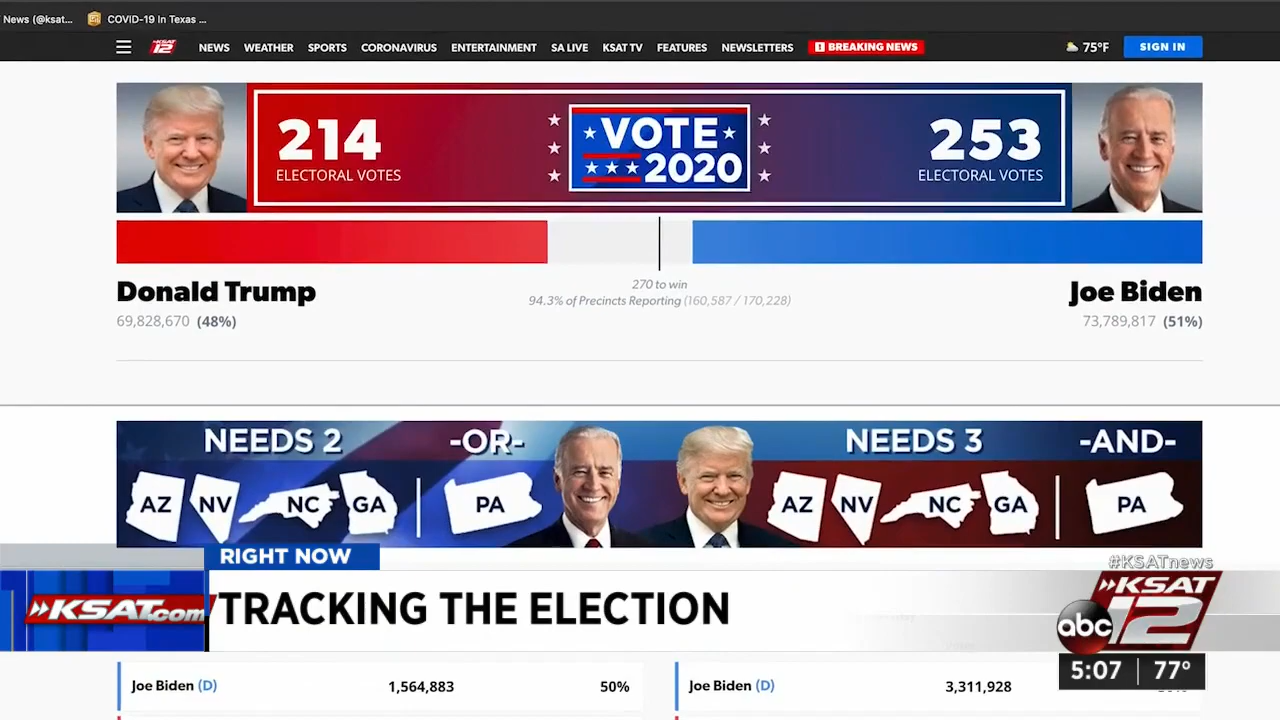 News (@ksat...
COVID-19 In Texas ...
KSAT 12
NEWS
WEATHER
SPORTS
CORONAVIRUS
ENTERTAINMENT
SA LIVE
KSAT TV
FEATURES
NEWSLETTERS
BREAKING NEWS
75°F
SIGN IN
214
ELECTORAL VOTES
VOTE
2020
253
ELECTORAL VOTES
Donald Trump
69,828,670 (48%)
270 to win
94.3% of Precincts Reporting (160,587 / 170,228)
Joe Biden
73,789,817 (51%)
NEEDS 2
-OR-
NEEDS 3
-AND-
AZ
NV
NC
GA
PA
AZ
NV
NC
GA
PA
RIGHT NOW
#KSATnews
KSAT.com
TRACKING THE ELECTION
KSAT
12
abc
5:07
77°
Joe Biden (D)
1,564,883
50%
Joe Biden (D)
3,311,928